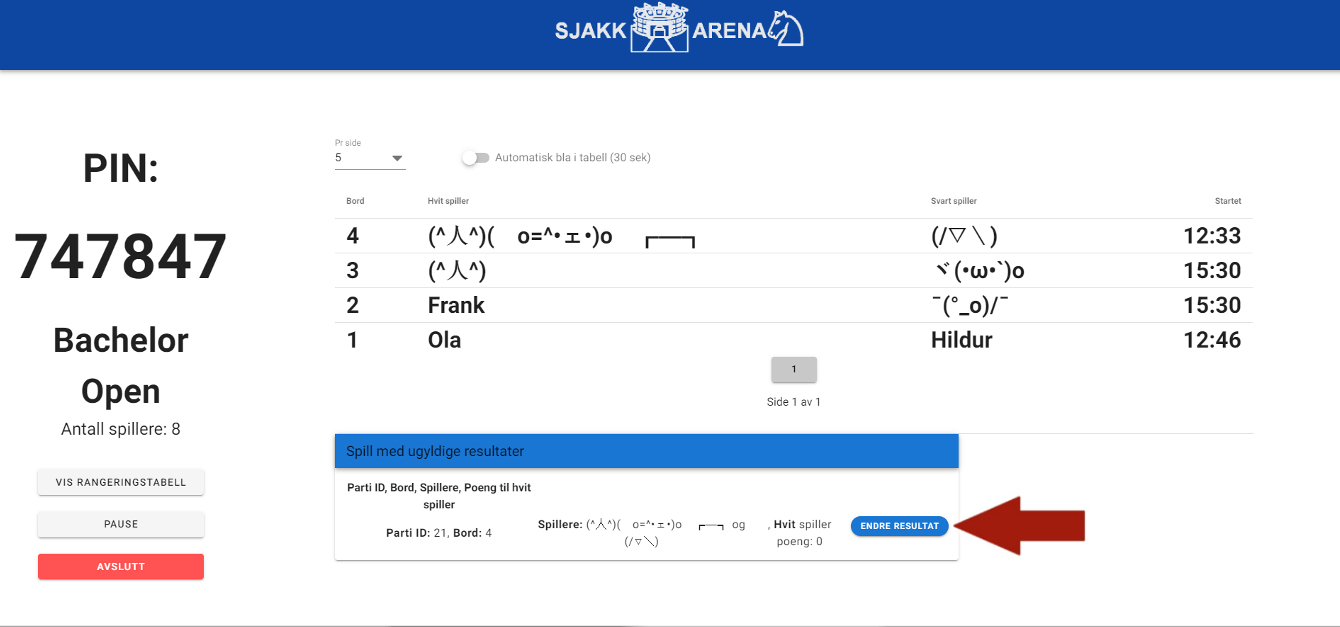 SJAKK ARENA
PIN:
747847
Bachelor
Open
Antall spillere: 8
VIS RANGERINGSTABELL
PAUSE
AVSLUTT
Pr side
5
Automatisk bla i tabell (30 sek)
Bord Hvit spiller Svart spiller Startet
4 (^人^)( o=^•ェ•)o ┏━┓ (/▽＼) 12:33
3 (^人^) ヾ(•ω•`)o 15:30
2 Frank ¯(°_o)/¯ 15:30
1 Ola Hildur 12:46
1
Side 1 av 1
Spill med ugyldige resultater
Parti ID, Bord, Spillere, Poeng til hvit
spiller
Parti ID: 21, Bord: 4
Spillere: (^人^)( o=^•ェ•)o ┏━┓ og
(/▽＼)
, Hvit spiller
poeng: 0
ENDRE RESULTAT